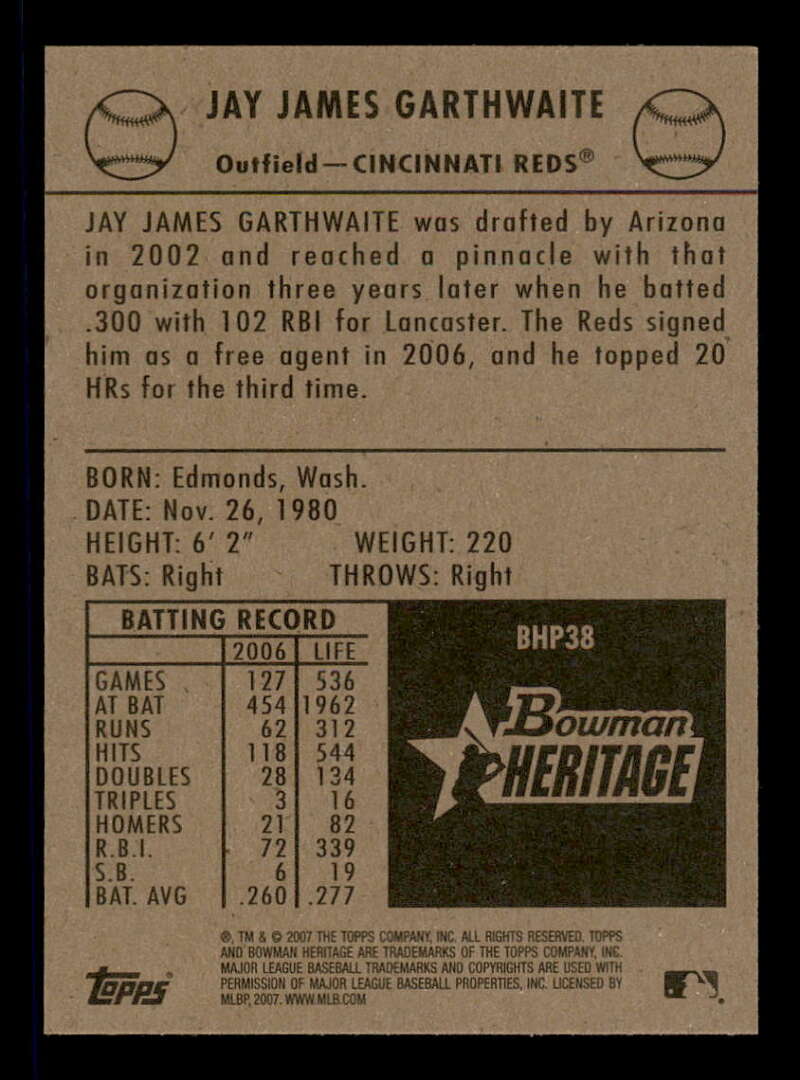 JAY JAMES GARTHWAITE
Outfield—CINCINNATI REDS®
JAY JAMES GARTHWAITE was drafted by Arizona
in 2002 and reached a pinnacle with that
organization three years later when he batted
.300 with 102 RBI for Lancaster. The Reds signed
him as a free agent in 2006, and he topped 20
HRs for the third time.
BORN: Edmonds, Wash.
DATE: Nov. 26, 1980
HEIGHT: 6' 2" WEIGHT: 220
BATS: Right THROWS: Right
BATTING RECORD
2006 LIFE
GAMES 127 536
AT BAT 454 1962
RUNS 62 312
HITS 118 544
DOUBLES 28 134
TRIPLES 3 16
HOMERS 21 82
R.B.I. 72 339
S.B. 6 19
BAT. AVG .260 .277
BHP38
Bowman
HERITAGE
®, TM & © 2007 THE TOPPS COMPANY, INC. ALL RIGHTS RESERVED. TOPPS
AND BOWMAN HERITAGE ARE TRADEMARKS OF THE TOPPS COMPANY, INC.
MAJOR LEAGUE BASEBALL TRADEMARKS AND COPYRIGHTS ARE USED WITH
PERMISSION OF MAJOR LEAGUE BASEBALL PROPERTIES, INC. LICENSED BY
MLBP, 2007. WWW.MLB.COM
Topps®